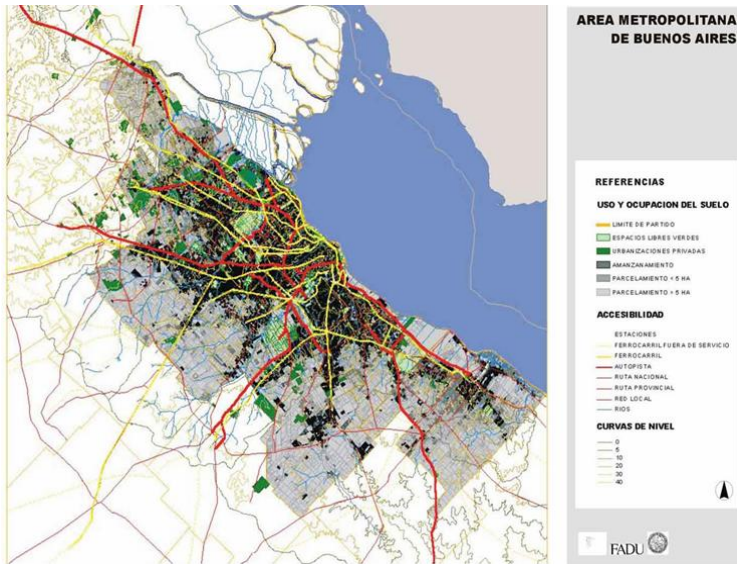 AREA METROPOLITANA
DE BUENOS AIRES
REFERENCIAS
USO Y OCUPACION DEL SUELO
LIMITE DE PARTIDO
ESPACIOS LIBRES VERDES
URBANIZACIONES PRIVADAS
AMANZANAMIENTO
PARCELAMIENTO < 5 HA
PARCELAMIENTO > 5 HA
ACCESIBILIDAD
ESTACIONES
FERROCARRIL FUERA DE SERVICIO
FERROCARRIL
AUTOPISTA
RUTA NACIONAL
RUTA PROVINCIAL
RED LOCAL
RIOS
CURVAS DE NIVEL
0
5
10
20
30
40
FADU